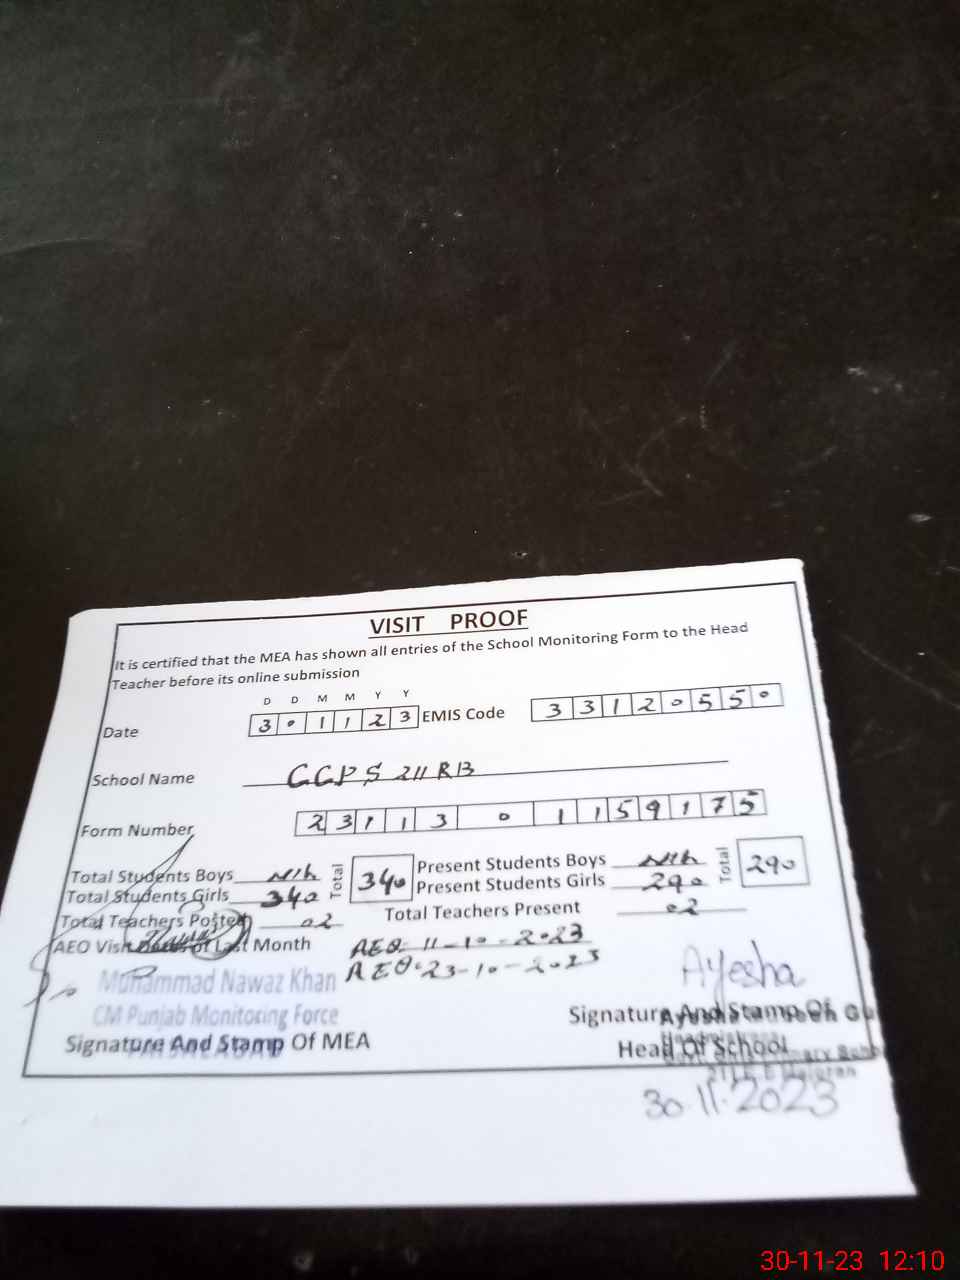 VISIT PROOF
It is certified that the MEA has shown all entries of the School Monitoring Form to the Head
Teacher before its online submission
D D M M Y Y
Date 3 0 1 1 2 3 EMIS Code 3 3 1 2 0 5 5 0
School Name GGPS 211 RB
Form Number 2 3 1 1 3 0 1 1 5 9 1 7 5
Total Students Boys Nil Total 340 Present Students Boys Nil Total 290
Total Students Girls 340 Present Students Girls 290
Total Teachers Posted 02 Total Teachers Present 02
AEO Visit of Last Month AEO 11-10-2023
AEO 23-10-2023
Muhammad Nawaz Khan
CM Punjab Monitoring Force
Signature And Stamp Of MEA
Ayesha
Signature And Stamp Of
Head Of School
30.11.2023
30-11-23 12:10